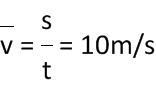 v̅ = s/t = 10m/s